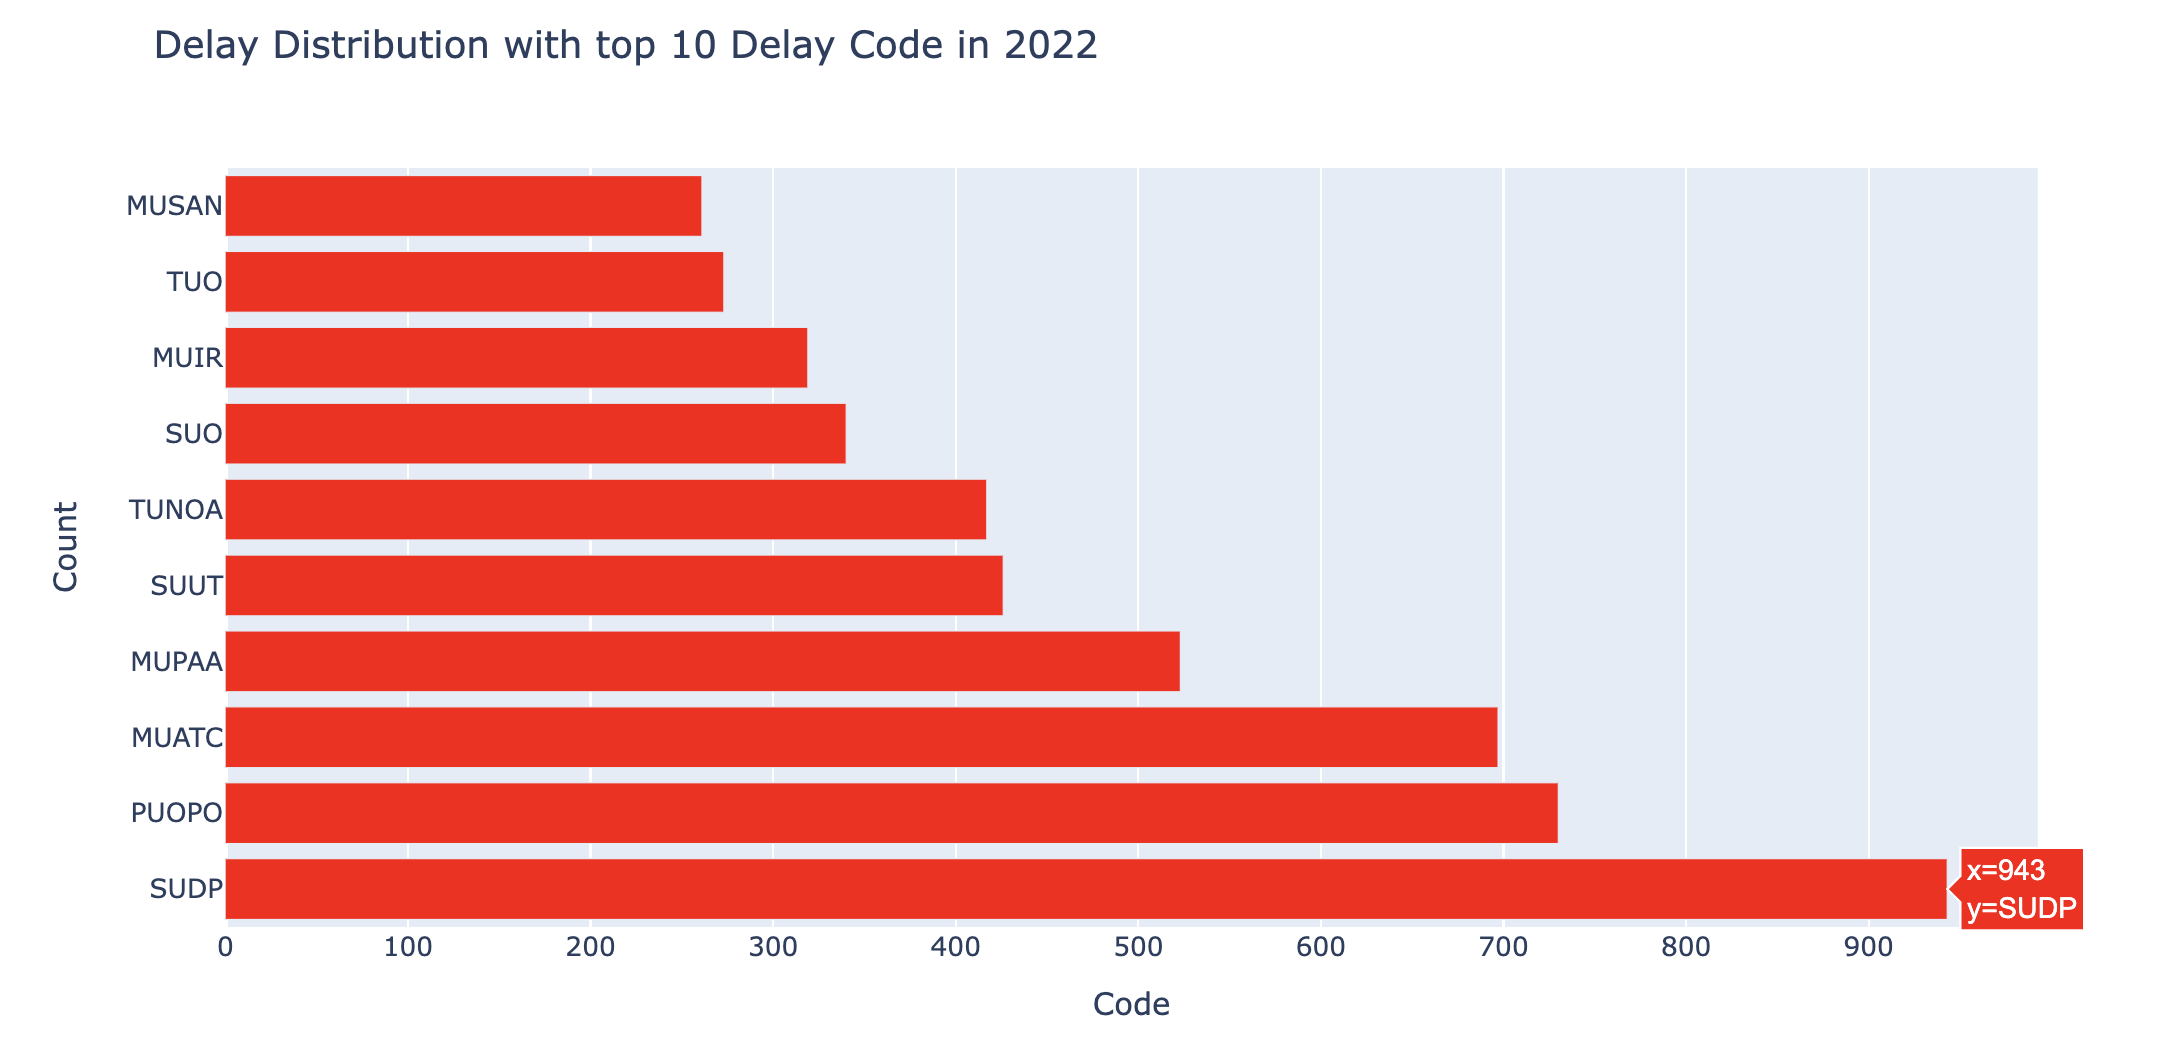 Delay Distribution with top 10 Delay Code in 2022
MUSAN
TUO
MUIR
SUO
TUNOA
SUUT
MUPAA
MUATC
PUOPO
SUDP
Count
x=943
y=SUDP
0 100 200 300 400 500 600 700 800 900
Code